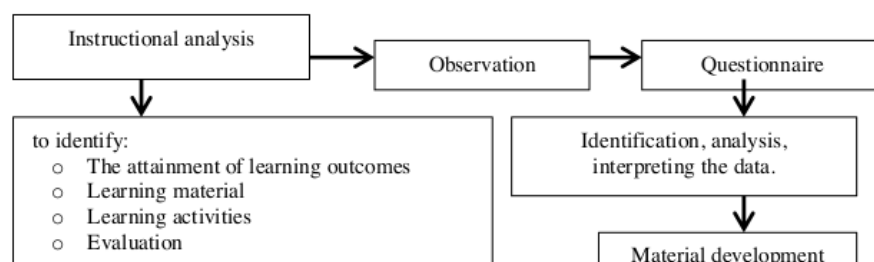 Instructional analysis
Observation
Questionnaire
to identify:
o The attainment of learning outcomes
o Learning material
o Learning activities
o Evaluation
Identification, analysis,
interpreting the data.
Material development